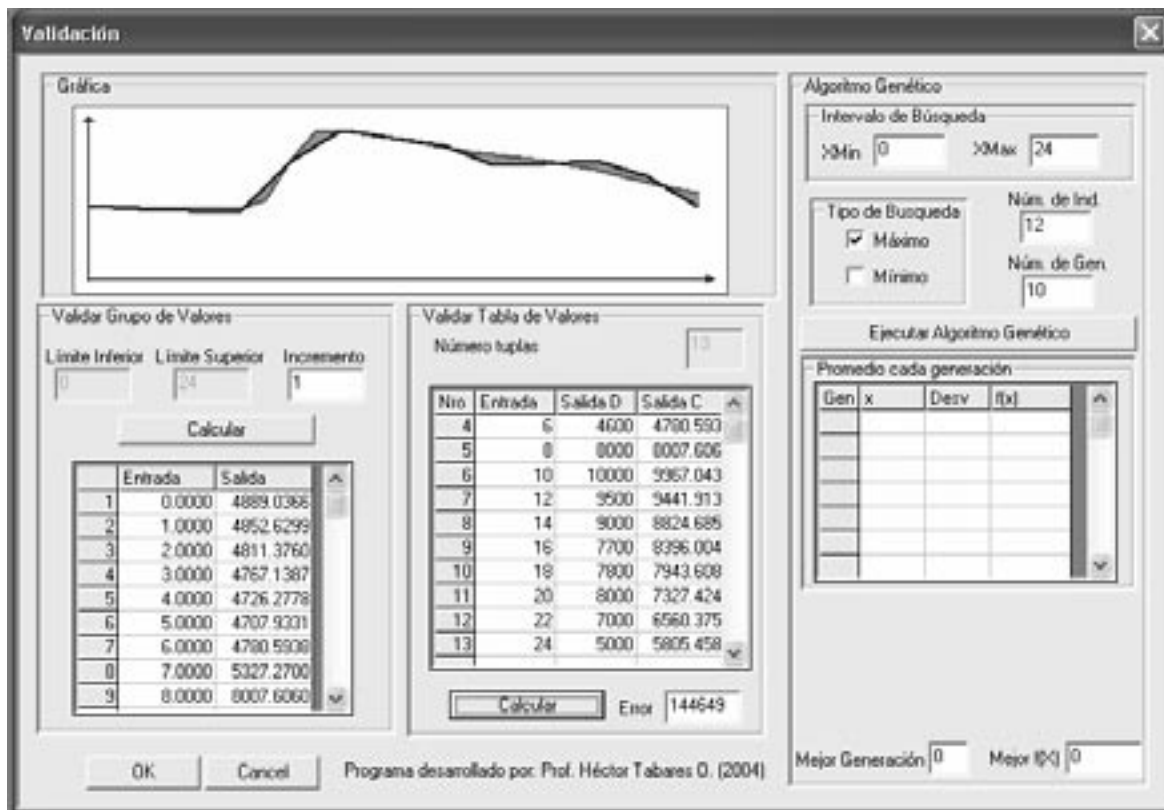 Validación
Gráfica
Validar Grupo de Valores
Límite Inferior Límite Superior Incremento
0 24 1
Calcular
Entrada Salida
1 0.0000 4889.0366
2 1.0000 4852.6299
3 2.0000 4811.3760
4 3.0000 4767.1387
5 4.0000 4726.2778
6 5.0000 4707.9331
7 6.0000 4780.5938
8 7.0000 5327.2700
9 8.0000 8007.6060
Validar Tabla de Valores
Número tuplas 13
Nro Entrada Salida D Salida C
4 6 4600 4780.593
5 8 8000 8007.606
6 10 10000 9967.043
7 12 9500 9441.913
8 14 9000 8824.685
9 16 7700 8396.004
10 18 7800 7943.608
11 20 8000 7327.424
12 22 7000 6560.375
13 24 5000 5805.458
Calcular Error 144649
OK Cancel Programa desarrollado por: Prof. Héctor Tabares O. (2004)
Algoritmo Genético
Intervalo de Búsqueda
XMin 0 XMax 24
Tipo de Busqueda
Máximo
Mínimo
Núm. de Ind.
12
Núm. de Gen.
10
Ejecutar Algoritmo Genético
Promedio cada generación
Gen x Desv f(x)
Mejor Generación 0 Mejor f(X) 0